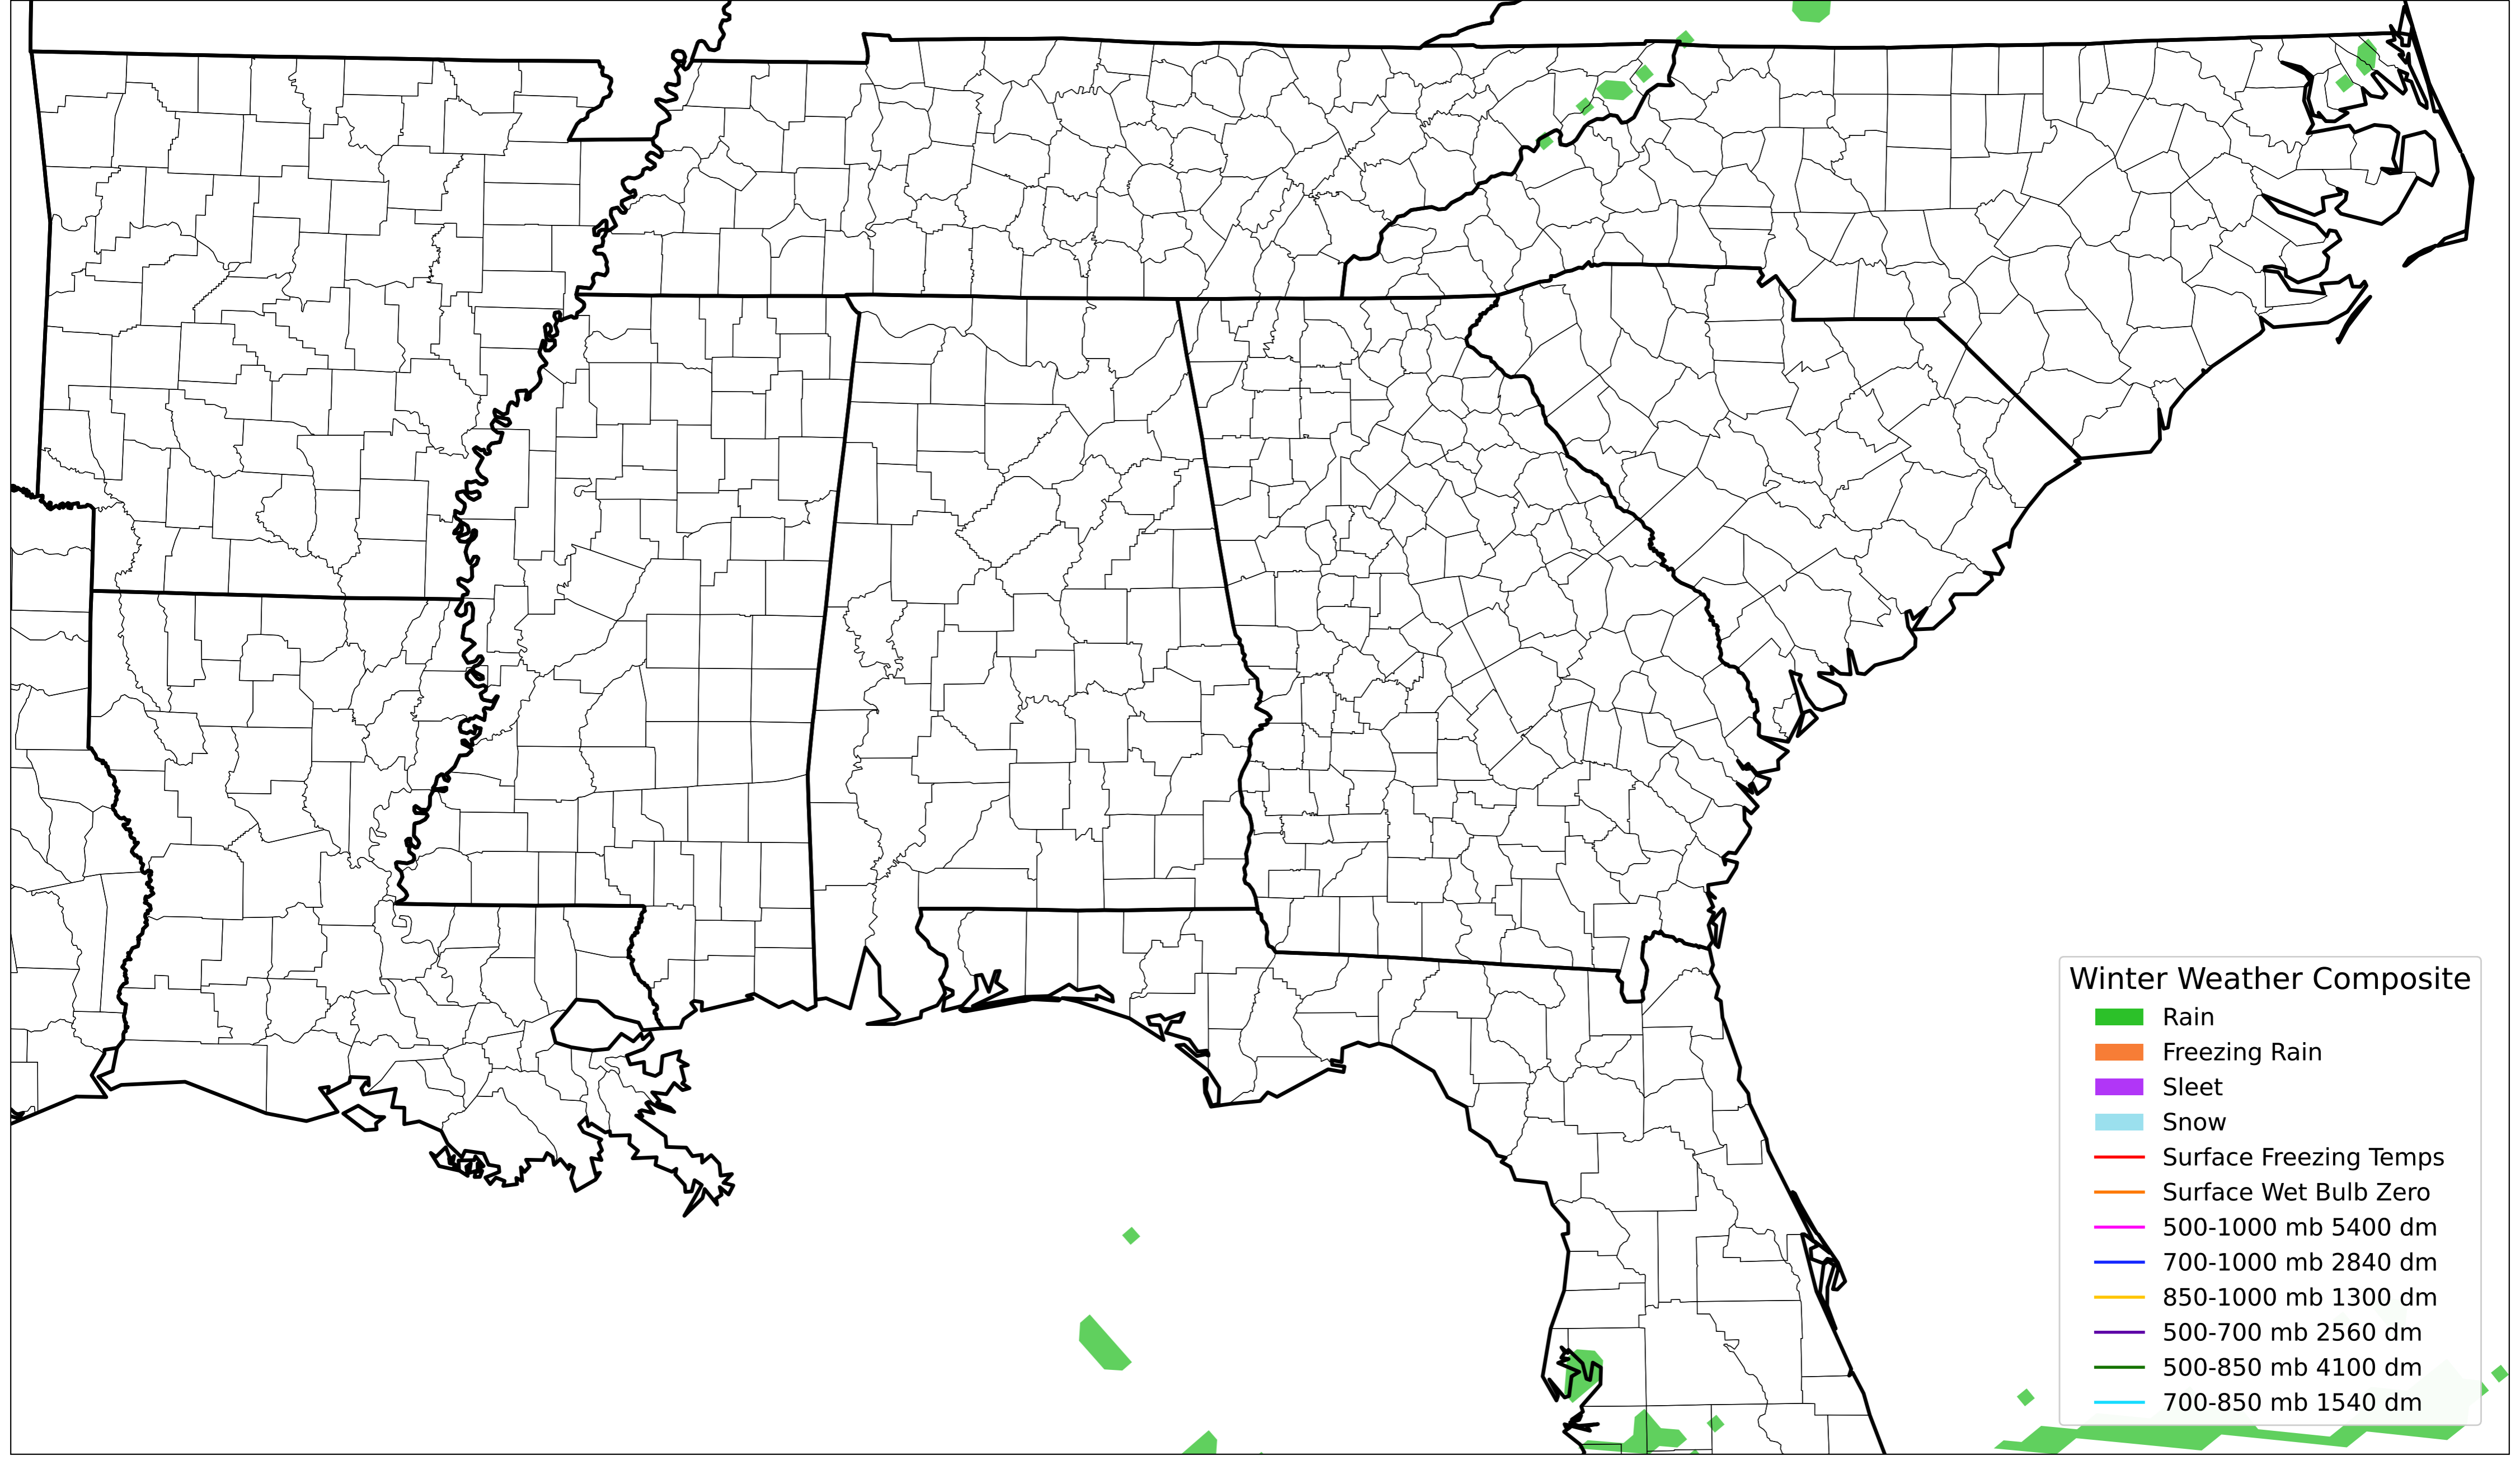 Winter Weather Composite
Rain
Freezing Rain
Sleet
Snow
Surface Freezing Temps
Surface Wet Bulb Zero
500-1000 mb 5400 dm
700-1000 mb 2840 dm
850-1000 mb 1300 dm
500-700 mb 2560 dm
500-850 mb 4100 dm
700-850 mb 1540 dm